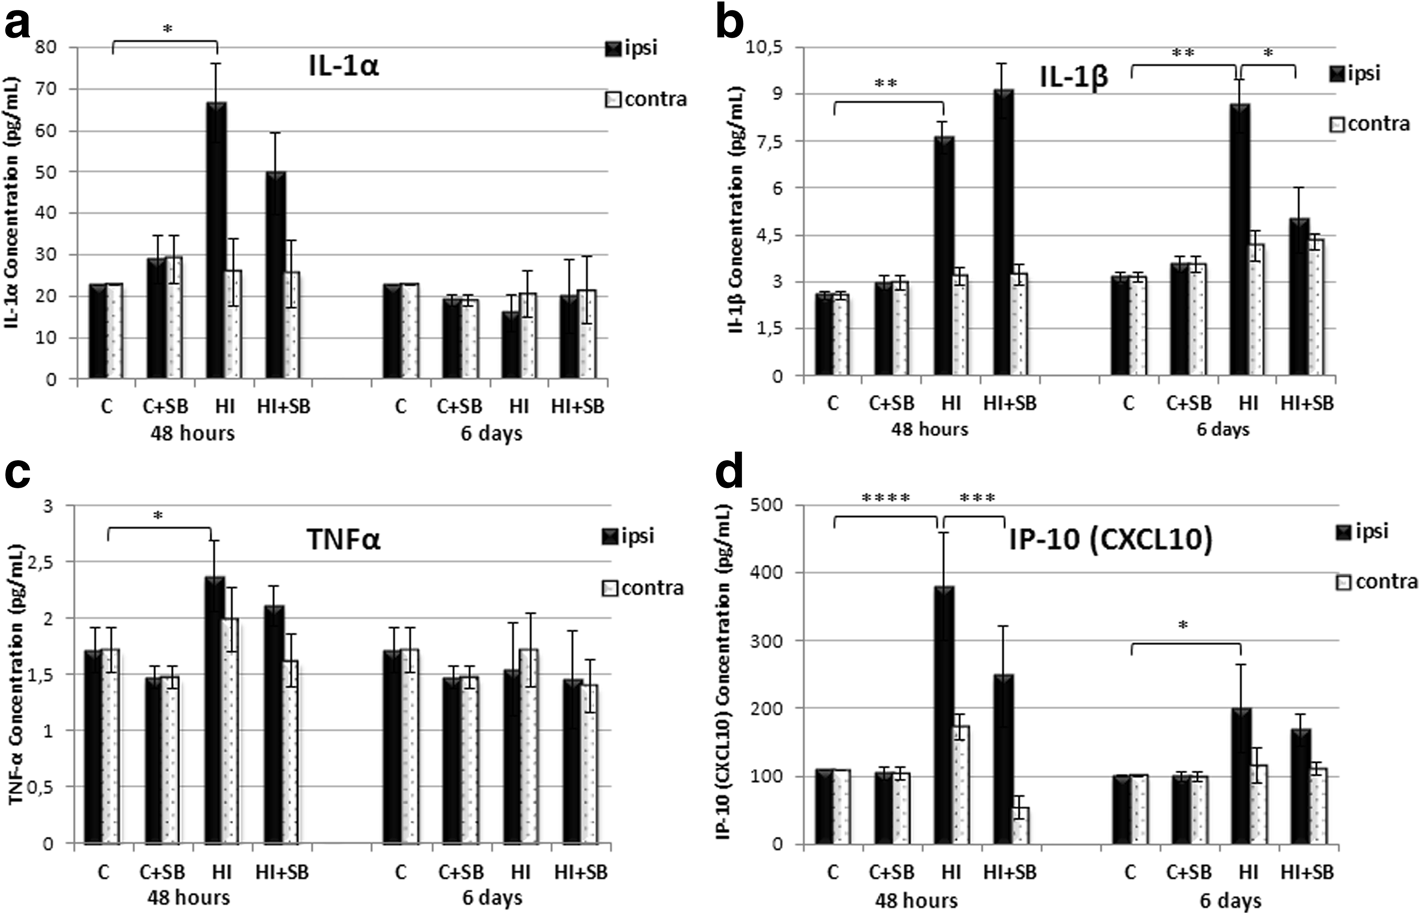 a
IL-1α Concentration (pg/mL)
80
70
60
50
40
30
20
10
0
*
IL-1α
ipsi
contra
C C+SB HI HI+SB C C+SB HI HI+SB
48 hours 6 days
b
Il-1β Concentration (pg/mL)
10,5
9
7,5
6
4,5
3
1,5
0
** ** *
IL-1β
ipsi
contra
C C+SB HI HI+SB C C+SB HI HI+SB
48 hours 6 days
c
TNF-α Concentration (pg/mL)
3
2,5
2
1,5
1
0,5
0
*
TNFα
ipsi
contra
C C+SB HI HI+SB C C+SB HI HI+SB
48 hours 6 days
d
IP-10 (CXCL10) Concentration (pg/mL)
500
400
300
200
100
0
**** *** *
IP-10 (CXCL10)
ipsi
contra
C C+SB HI HI+SB C C+SB HI HI+SB
48 hours 6 days